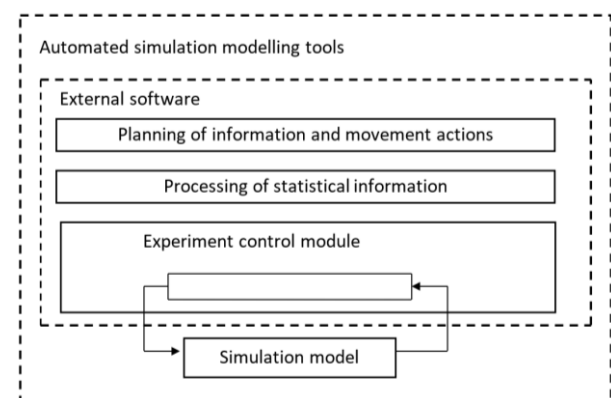 Automated simulation modelling tools
External software
Planning of information and movement actions
Processing of statistical information
Experiment control module
Simulation model